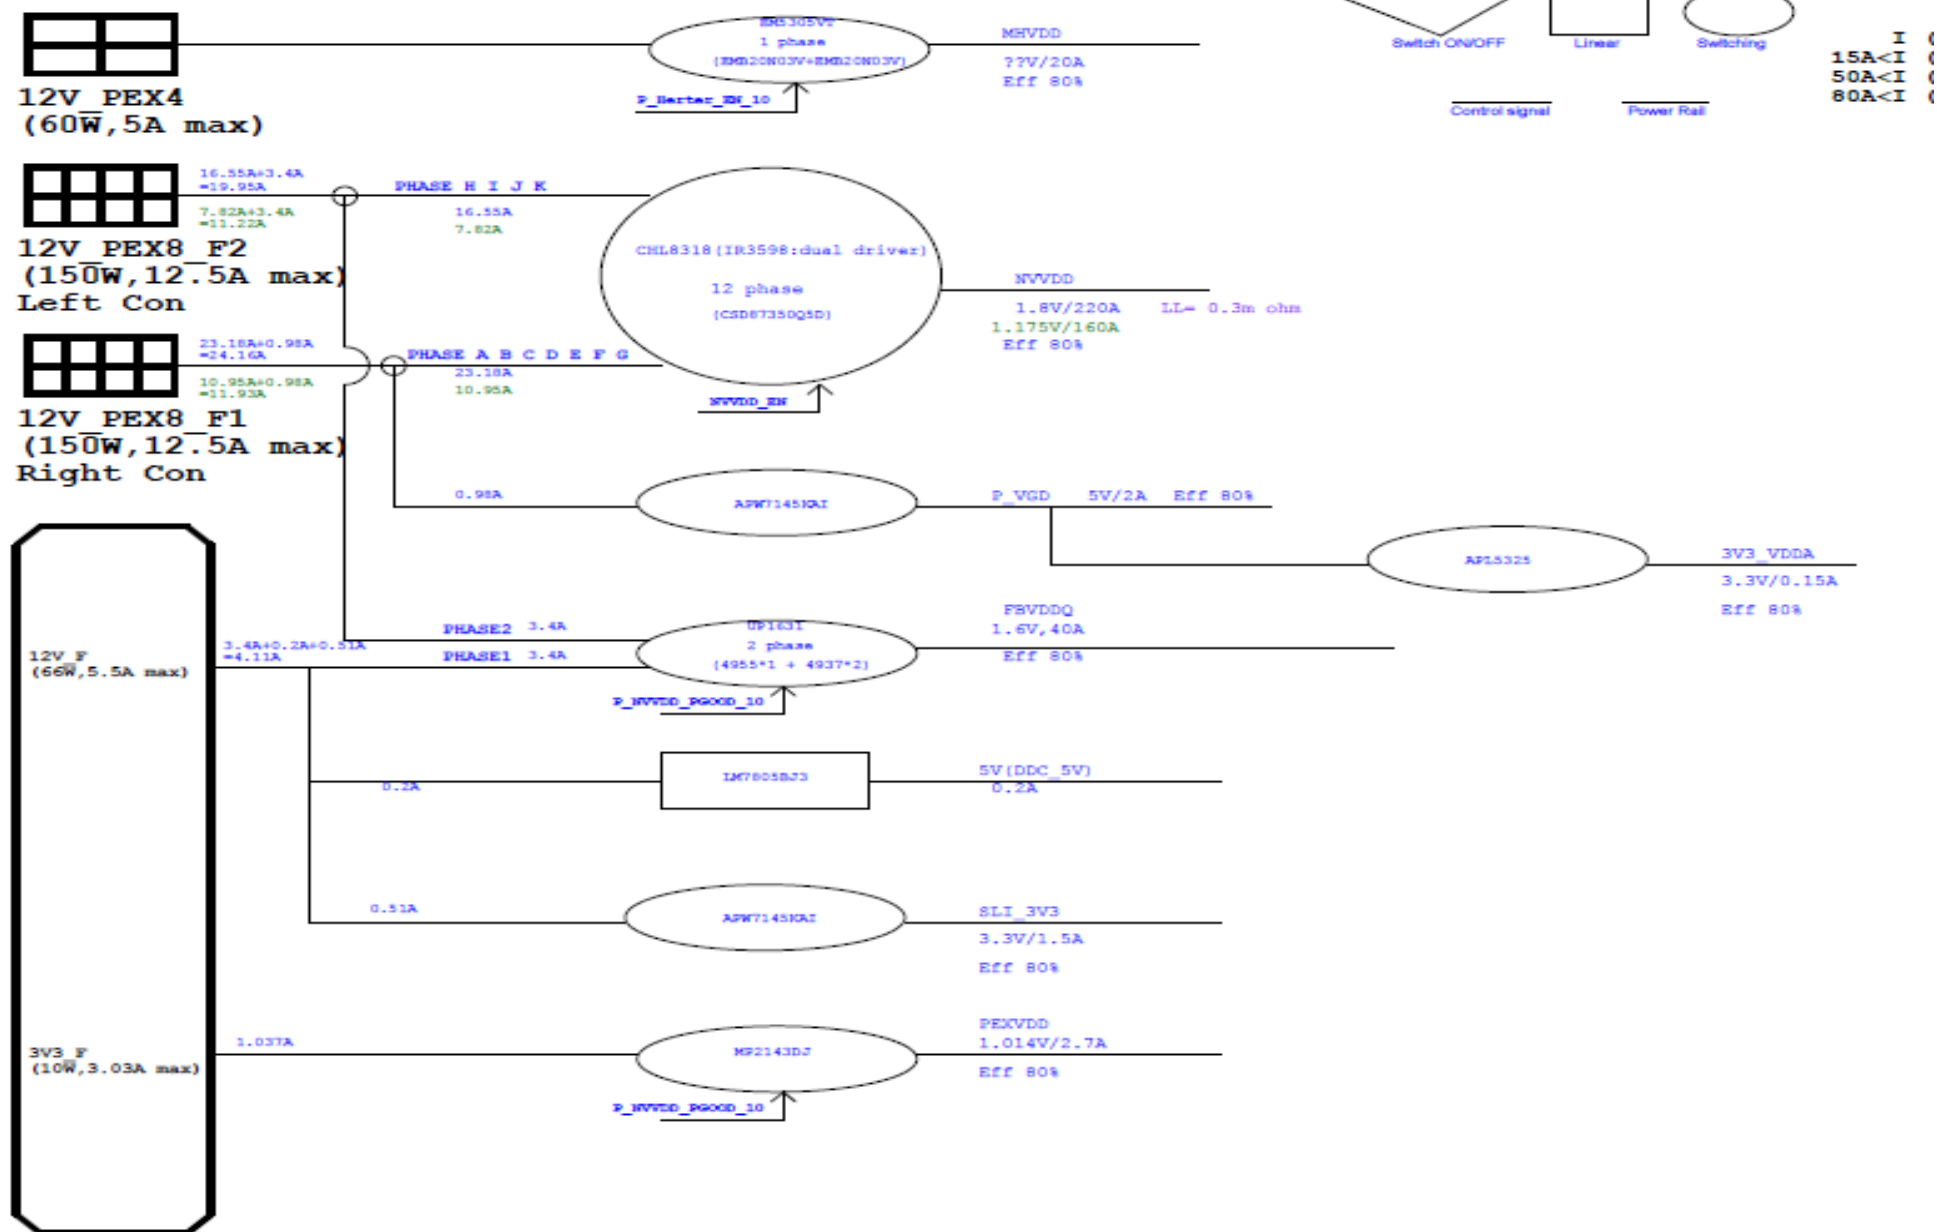 EM5305VT
1 phase
(EMB20N03V+EMB20N03V)
MHVDD
??V/20A
Eff 80%
P_Herter_EN_10
12V_PEX4
(60W,5A max)
Switch ON/OFF
Linear
Switching
Control signal
Power Rail
I (
15A<I (
50A<I (
80A<I (
16.55A+3.4A
=19.95A
7.82A+3.4A
=11.22A
PHASE H I J K
16.55A
7.82A
12V_PEX8_F2
(150W,12.5A max)
Left Con
CHL8318(IR3598:dual driver)
12 phase
(CSD87350Q5D)
NVVDD
1.8V/220A
LL= 0.3m ohm
1.175V/160A
Eff 80%
NVVDD_EN
23.18A+0.98A
=24.16A
10.95A+0.98A
=11.93A
PHASE A B C D E F G
23.18A
10.95A
12V_PEX8_F1
(150W,12.5A max)
Right Con
0.98A
APW7145KAI
P_VGD
5V/2A
Eff 80%
APL5325
3V3_VDDA
3.3V/0.15A
Eff 80%
12V_F
(66W,5.5A max)
3.4A+0.2A+0.51A
=4.11A
PHASE2
3.4A
PHASE1
3.4A
UP1631
2 phase
(4955*1 + 4937*2)
FBVDDQ
1.6V,40A
Eff 80%
P_NVVDD_PGOOD_10
0.2A
LM7805BJ3
5V(DDC_5V)
0.2A
0.51A
APW7145KAI
SLI_3V3
3.3V/1.5A
Eff 80%
3V3_F
(10W,3.03A max)
1.037A
MP2143DJ
PEXVDD
1.014V/2.7A
Eff 80%
P_NVVDD_PGOOD_10